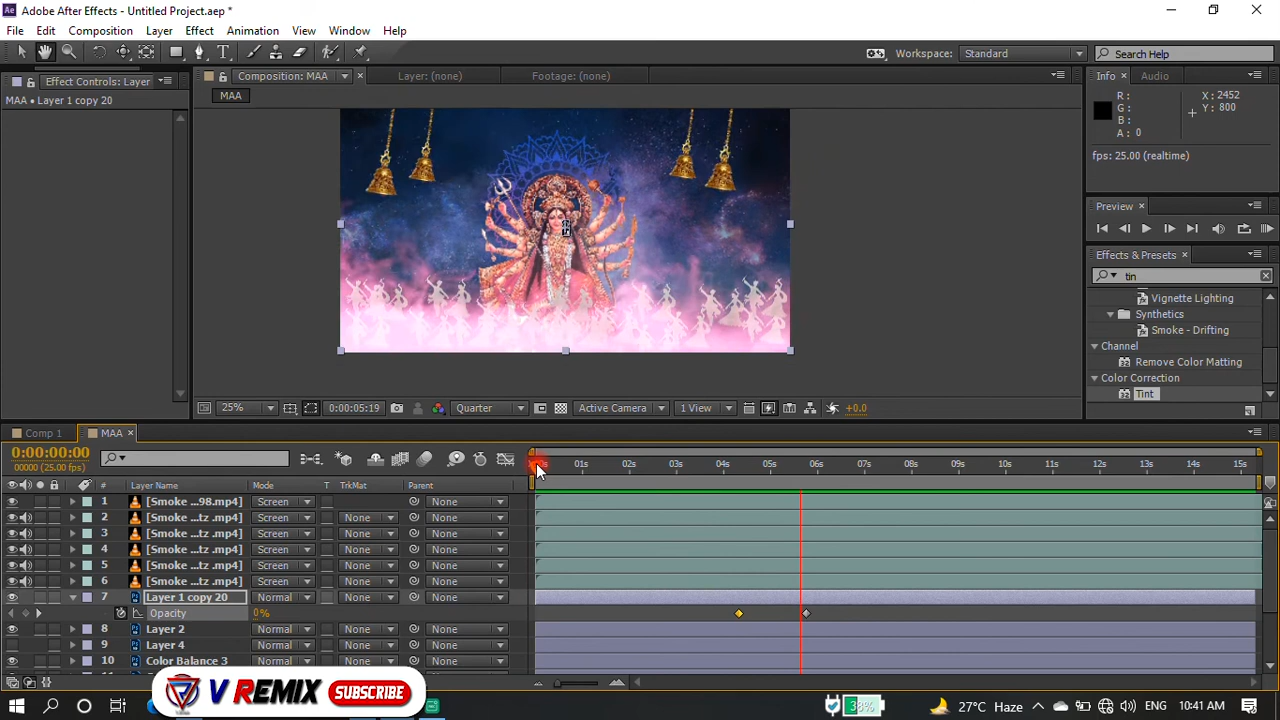 Adobe After Effects - Untitled Project.aep *
File Edit Composition Layer Effect Animation View Window Help
Workspace: Standard Search Help
Effect Controls: Layer Composition: MAA Layer: (none) Footage: (none) Info Audio
MAA • Layer 1 copy 20 MAA
R: X: 2452
G: Y: 800
B:
A: 0
fps: 25.00 (realtime)
Preview
Effects & Presets
tin
Vignette Lighting
Synthetics
Smoke - Drifting
Channel
Remove Color Matting
Color Correction
Tint
25% 0:00:05:19 Quarter Active Camera 1 View +0.0
Comp 1 MAA
0:00:00:00
00000 (25.00 fps)
01s 02s 03s 04s 05s 06s 07s 08s 09s 10s 11s 12s 13s 14s 15s
# Layer Name Mode T TrkMat Parent
1 [Smoke ...98.mp4] Screen None
2 [Smoke ...tz .mp4] Screen None None
3 [Smoke ...tz .mp4] Screen None None
4 [Smoke ...tz .mp4] Screen None None
5 [Smoke ...tz .mp4] Screen None None
6 [Smoke ...tz .mp4] Screen None None
7 Layer 1 copy 20 Normal None None
Opacity 0%
8 Layer 2 Normal None None
9 Layer 4 Normal None None
10 Color Balance 3 Normal None None
V REMIX SUBSCRIBE
38% 27°C Haze ENG 10:41 AM